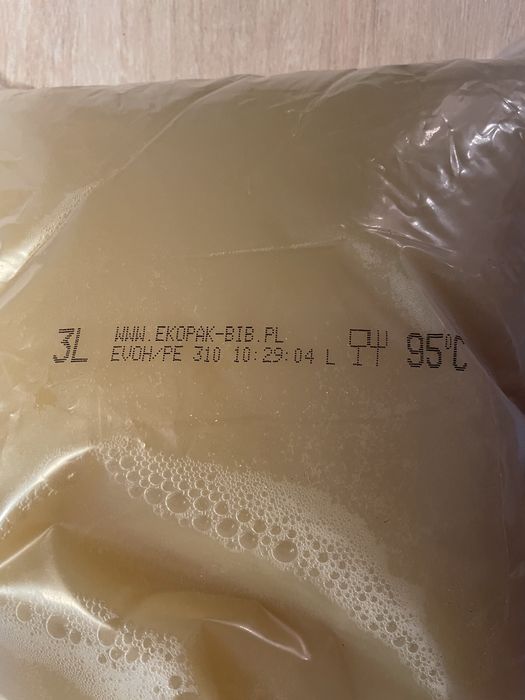 3L WWW.EKOPAK-BIB.PL 95°C
EVOH/PE 310 10:29:04 L